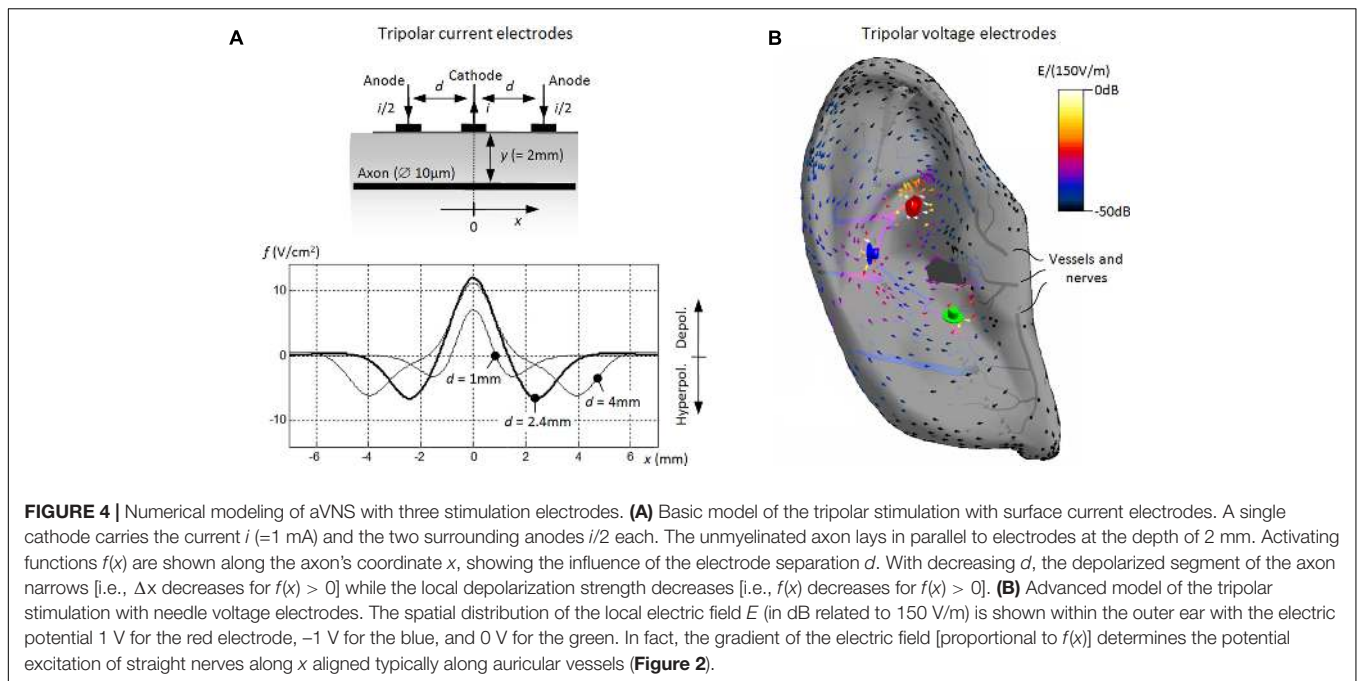 A
Tripolar current electrodes
Anode
Cathode
Anode
d
d
i/2
i
i/2
y (= 2mm)
Axon (∅ 10μm)
0
x
f (V/cm²)
10
0
-10
d = 1mm
d = 2.4mm
d = 4mm
Depol.
Hyperpol.
-6
-4
-2
0
2
4
6
x (mm)
B
Tripolar voltage electrodes
E/(150V/m)
0dB
-50dB
Vessels and
nerves
FIGURE 4 | Numerical modeling of aVNS with three stimulation electrodes. (A) Basic model of the tripolar stimulation with surface current electrodes. A single
cathode carries the current i (=1 mA) and the two surrounding anodes i/2 each. The unmyelinated axon lays in parallel to electrodes at the depth of 2 mm. Activating
functions f(x) are shown along the axon's coordinate x, showing the influence of the electrode separation d. With decreasing d, the depolarized segment of the axon
narrows [i.e., Δx decreases for f(x) > 0] while the local depolarization strength decreases [i.e., f(x) decreases for f(x) > 0]. (B) Advanced model of the tripolar
stimulation with needle voltage electrodes. The spatial distribution of the local electric field E (in dB related to 150 V/m) is shown within the outer ear with the electric
potential 1 V for the red electrode, –1 V for the blue, and 0 V for the green. In fact, the gradient of the electric field [proportional to f(x)] determines the potential
excitation of straight nerves along x aligned typically along auricular vessels (Figure 2).